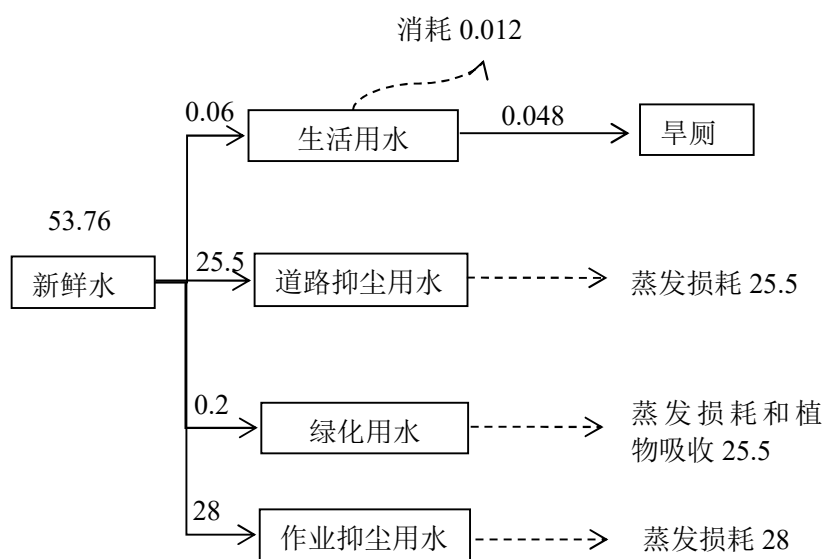 消耗 0.012
0.06
生活用水
0.048
旱厕
53.76
新鲜水
25.5
道路抑尘用水
蒸发损耗 25.5
0.2
绿化用水
蒸发损耗和植
物吸收 25.5
28
作业抑尘用水
蒸发损耗 28